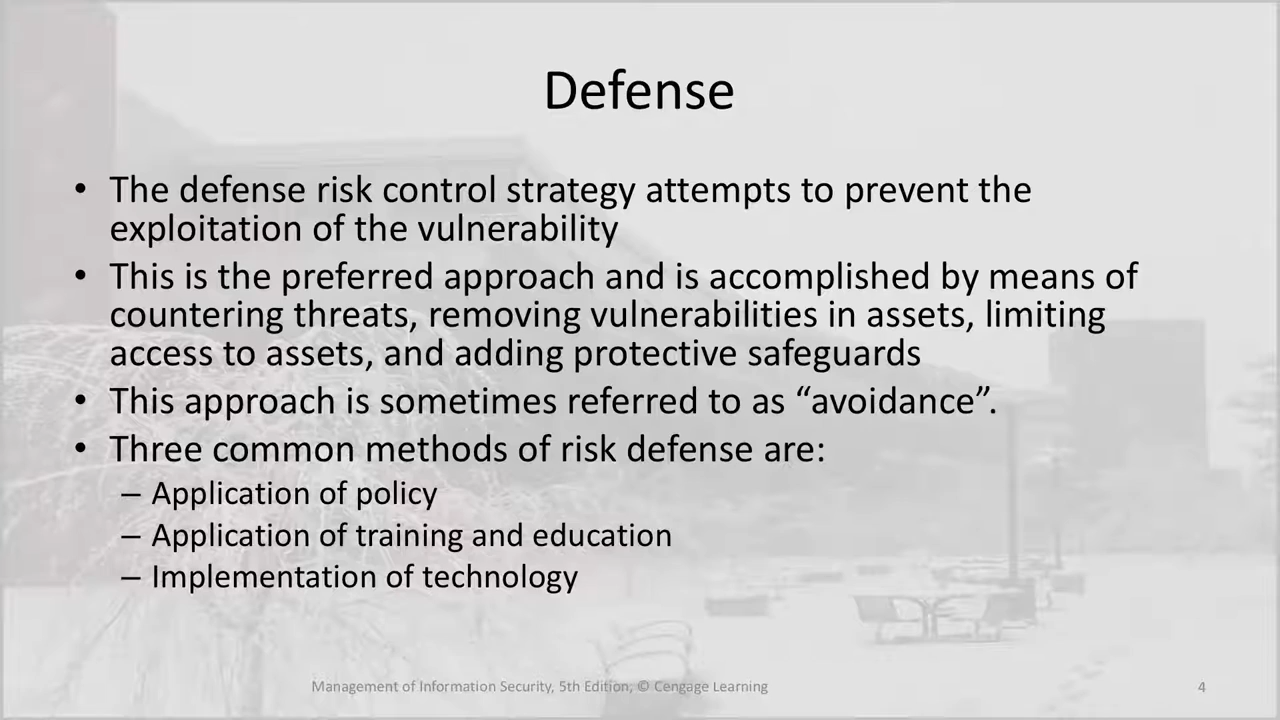 Defense
• The defense risk control strategy attempts to prevent the
exploitation of the vulnerability
• This is the preferred approach and is accomplished by means of
countering threats, removing vulnerabilities in assets, limiting
access to assets, and adding protective safeguards
• This approach is sometimes referred to as “avoidance”.
• Three common methods of risk defense are:
– Application of policy
– Application of training and education
– Implementation of technology
Management of Information Security, 5th Edition, © Cengage Learning
4